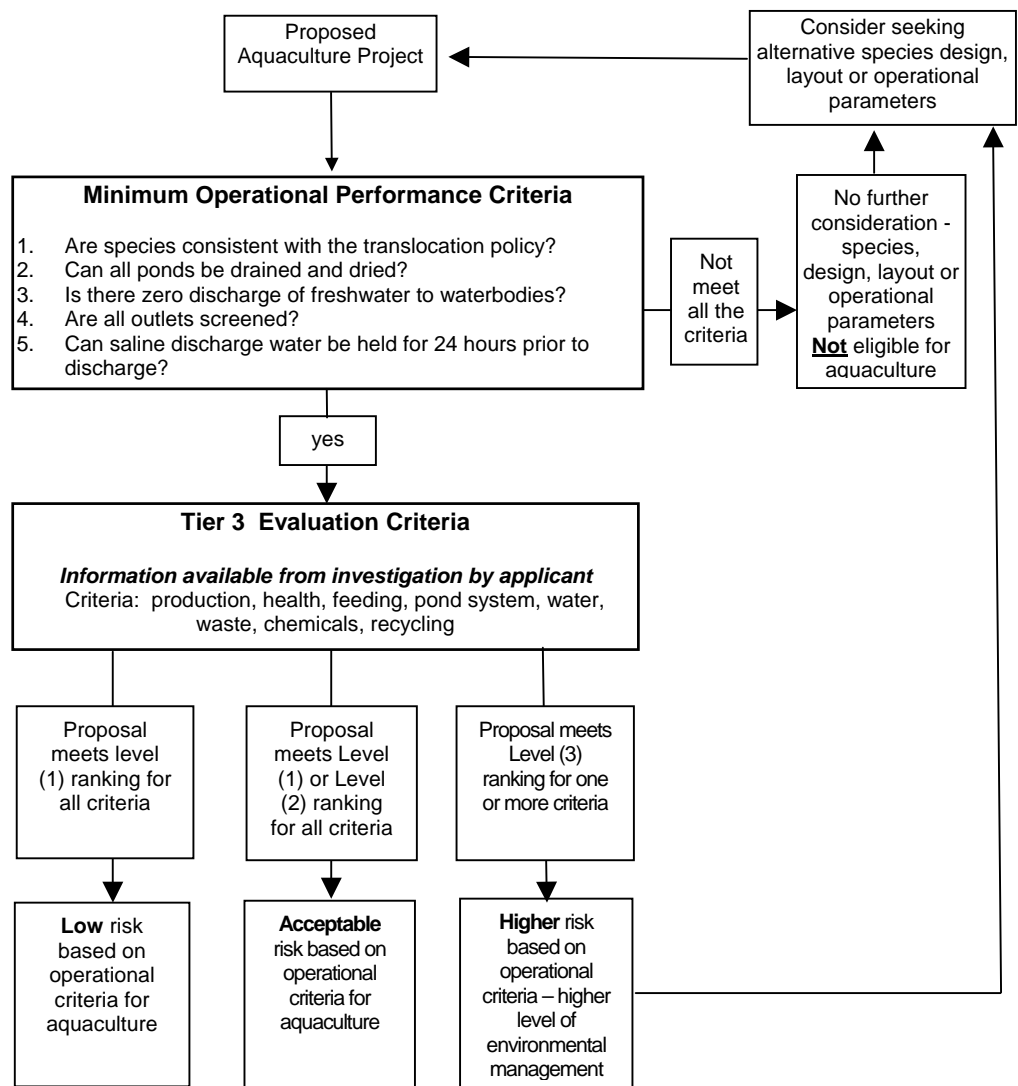 Proposed
Aquaculture Project
Consider seeking
alternative species design,
layout or operational
parameters
Minimum Operational Performance Criteria
1. Are species consistent with the translocation policy?
2. Can all ponds be drained and dried?
3. Is there zero discharge of freshwater to waterbodies?
4. Are all outlets screened?
5. Can saline discharge water be held for 24 hours prior to
discharge?
Not
meet
all the
criteria
No further
consideration -
species,
design, layout or
operational
parameters
Not eligible for
aquaculture
yes
Tier 3 Evaluation Criteria
Information available from investigation by applicant
Criteria: production, health, feeding, pond system, water,
waste, chemicals, recycling
Proposal
meets level
(1) ranking for
all criteria
Proposal
meets Level
(1) or Level
(2) ranking
for all criteria
Proposal meets
Level (3)
ranking for one
or more criteria
Low risk
based on
operational
criteria for
aquaculture
Acceptable
risk based on
operational
criteria for
aquaculture
Higher risk
based on
operational
criteria – higher
level of
environmental
management